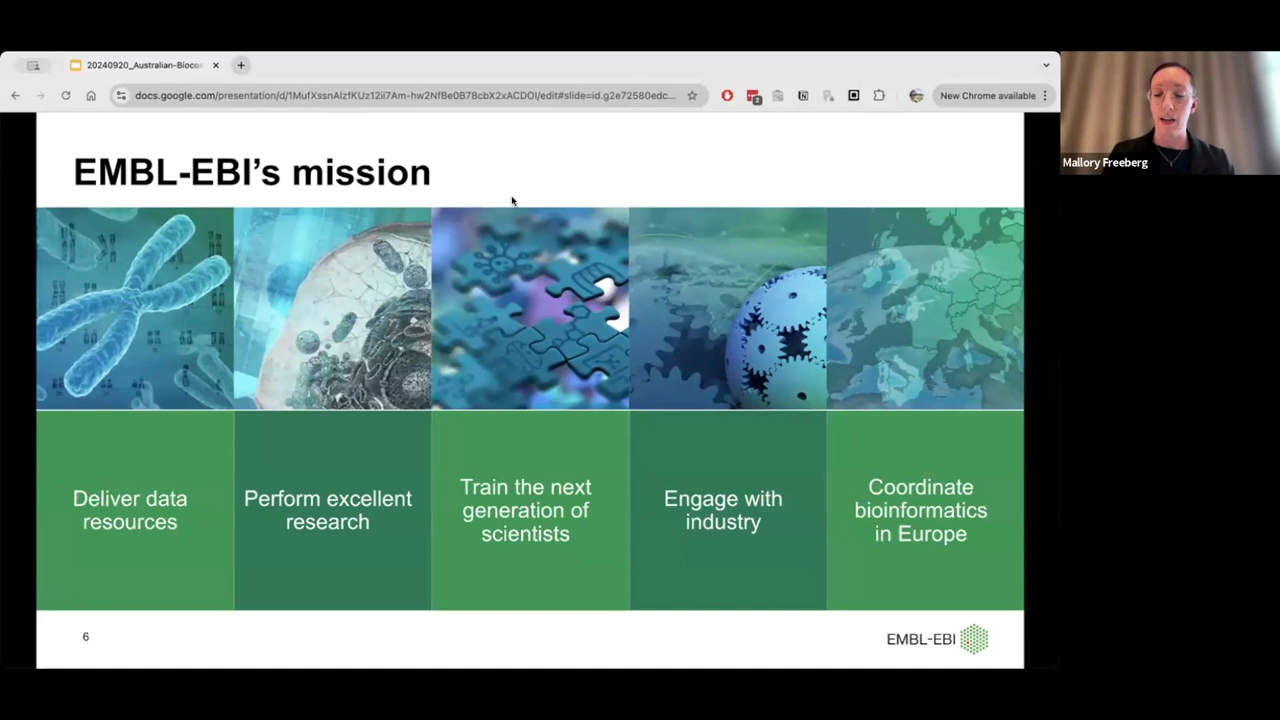 20240920_Australian-Bioco
docs.google.com/presentation/d/1MufXssnAlzfKUz12ii7Am-hw2NfBe0B78cbX2xACDOI/edit#slide=id.g2e72580edc...
New Chrome available
2
Mallory Freeberg
EMBL-EBI’s mission
Deliver data
resources
Perform excellent
research
Train the next
generation of
scientists
Engage with
industry
Coordinate
bioinformatics
in Europe
6
EMBL-EBI